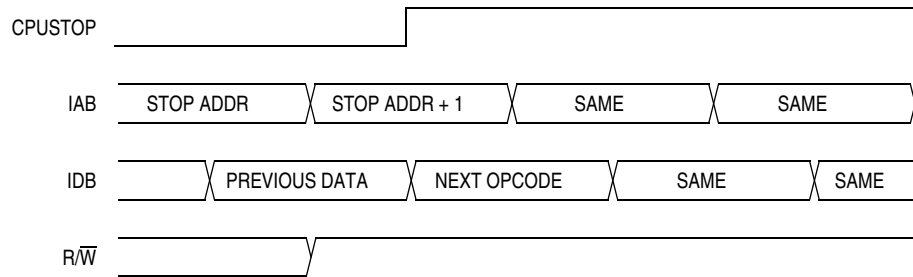 CPUSTOP
IAB STOP ADDR STOP ADDR + 1 SAME SAME
IDB PREVIOUS DATA NEXT OPCODE SAME SAME
R/W̅